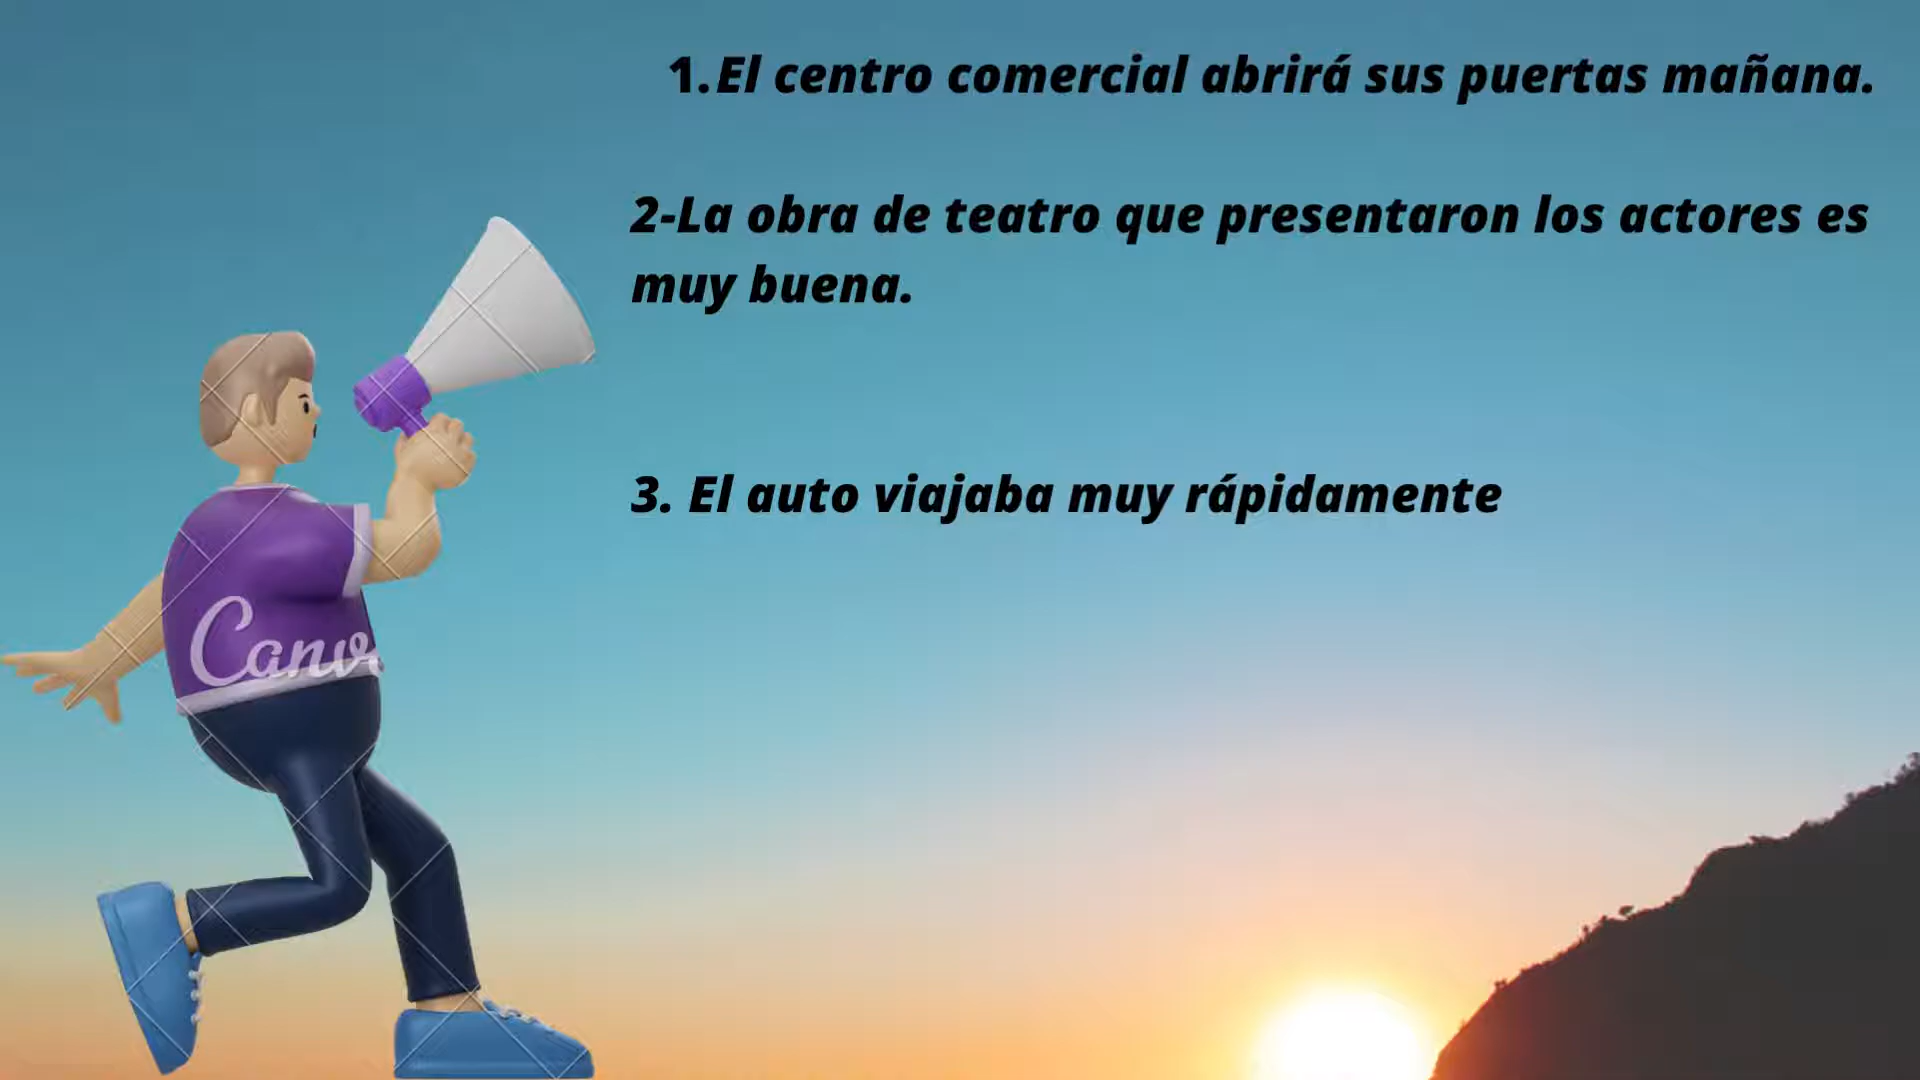 1.El centro comercial abrirá sus puertas mañana.
2-La obra de teatro que presentaron los actores es
muy buena.
3. El auto viajaba muy rápidamente
Canva